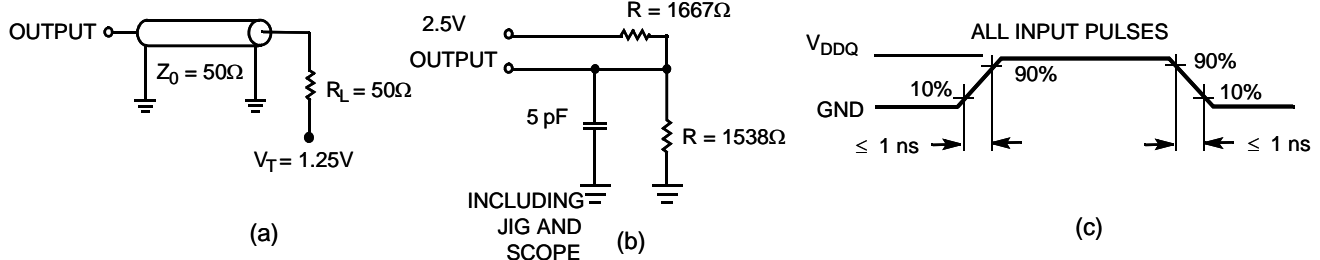 OUTPUT
Z0 = 50Ω
RL = 50Ω
VT = 1.25V
(a)
R = 1667Ω
2.5V
OUTPUT
5 pF
R = 1538Ω
INCLUDING
JIG AND
SCOPE
(b)
ALL INPUT PULSES
VDDQ
90%
90%
10%
10%
GND
≤ 1 ns
≤ 1 ns
(c)